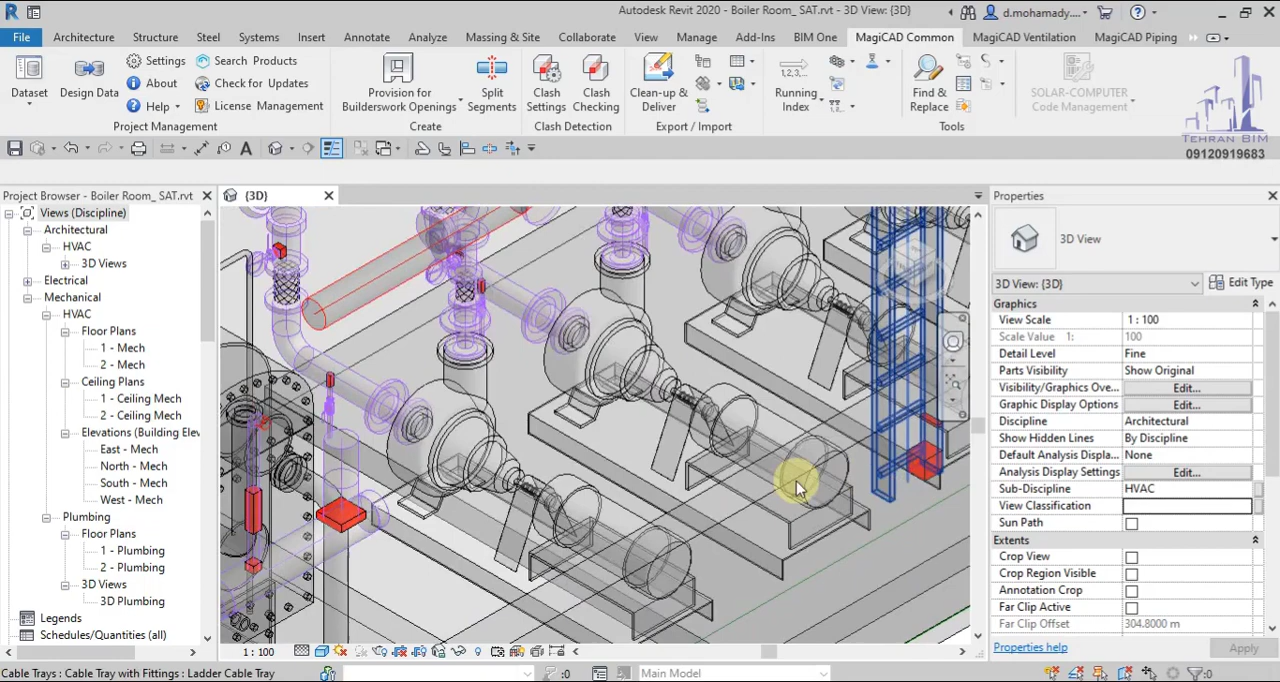 Autodesk Revit 2020 - Boiler Room_ SAT.rvt - 3D View: {3D}
d.mohamady....
File Architecture Structure Steel Systems Insert Annotate Analyze Massing & Site Collaborate View Manage Add-Ins BIM One MagiCAD Common MagiCAD Ventilation MagiCAD Piping
Dataset
Design Data
Settings
About
Help
Search Products
Check for Updates
License Management
Project Management
Provision for
Builderswork Openings
Split
Segments
Create
Clash
Settings
Clash
Checking
Clash Detection
Clean-up &
Deliver
Export / Import
1,2,3,..
Running
Index
Find &
Replace
Tools
SOLAR-COMPUTER
Code Management
TEHRAN BIM
09120919683
Project Browser - Boiler Room_ SAT.rvt
{3D}
Views (Discipline)
Architectural
HVAC
3D Views
Electrical
Mechanical
HVAC
Floor Plans
1 - Mech
2 - Mech
Ceiling Plans
1 - Ceiling Mech
2 - Ceiling Mech
Elevations (Building Elev
East - Mech
North - Mech
South - Mech
West - Mech
Plumbing
Floor Plans
1 - Plumbing
2 - Plumbing
3D Views
3D Plumbing
Legends
Schedules/Quantities (all)
Properties
3D View
3D View: {3D} Edit Type
Graphics
View Scale 1 : 100
Scale Value 1: 100
Detail Level Fine
Parts Visibility Show Original
Visibility/Graphics Ove... Edit...
Graphic Display Options Edit...
Discipline Architectural
Show Hidden Lines By Discipline
Default Analysis Displa... None
Analysis Display Settings Edit...
Sub-Discipline HVAC
View Classification
Sun Path
Extents
Crop View
Crop Region Visible
Annotation Crop
Far Clip Active
Far Clip Offset 304.8000 m
Properties help Apply
1 : 100
Cable Trays : Cable Tray with Fittings : Ladder Cable Tray
:0
Main Model
:0